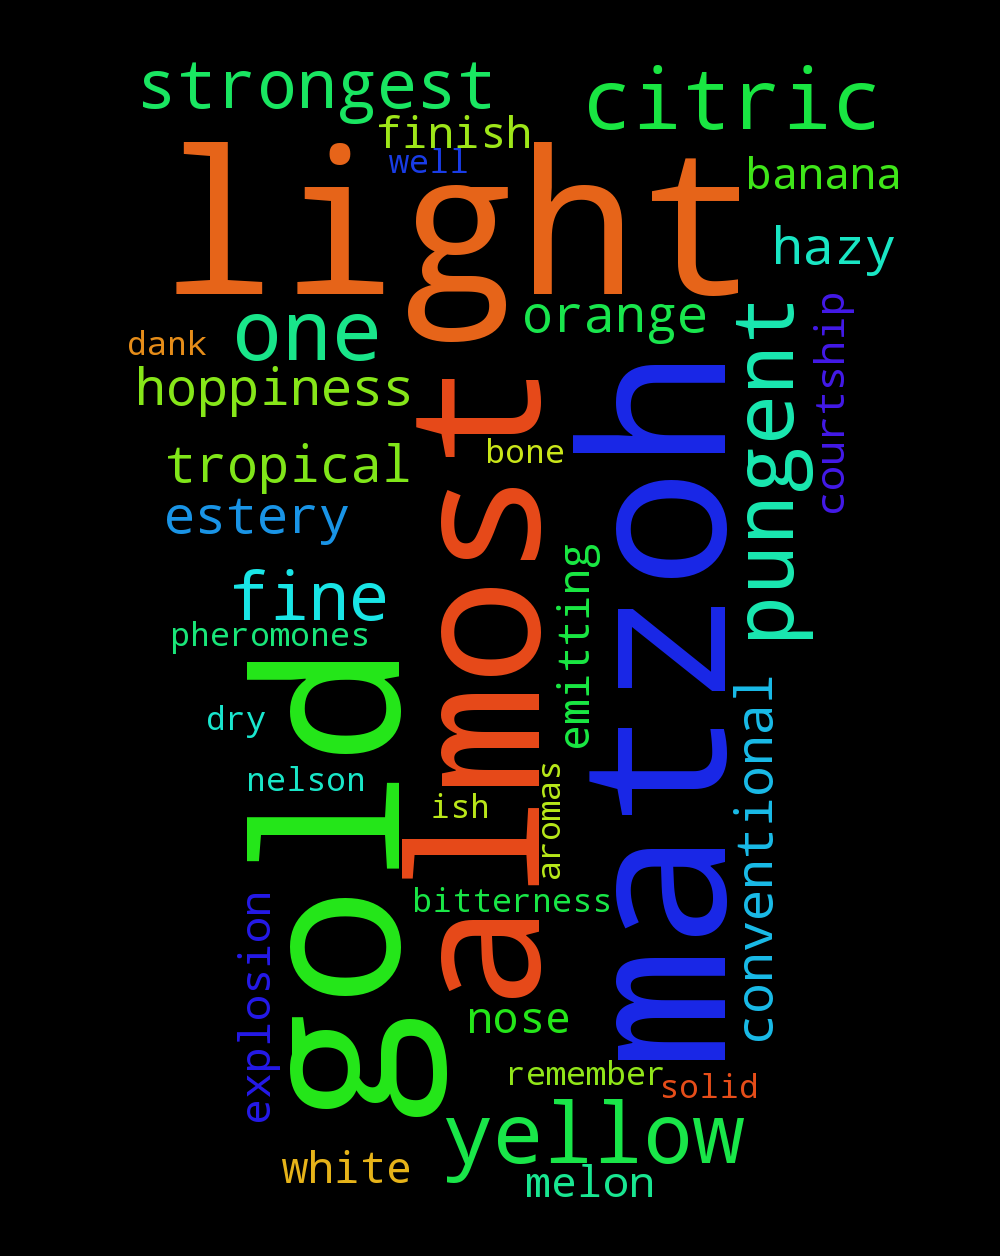 strongest
citric
finish
well
light
banana
hazy
one
orange
dank
hoppiness
pungent
courtship
almost
matzoh
bone
tropical
estery
emitting
fine
pheromones
gold
conventional
dry
nelson
aromas
ish
bitterness
explosion
nose
remember
solid
yellow
white
melon